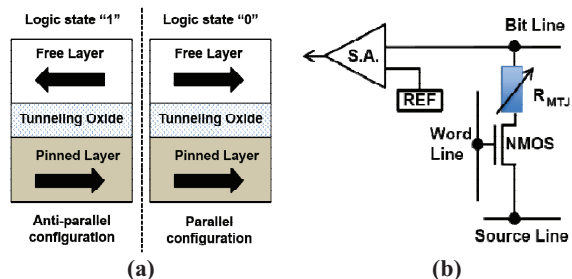 Logic state "1"
Logic state "0"
Free Layer
Free Layer
Tunneling Oxide
Tunneling Oxide
Pinned Layer
Pinned Layer
Anti-parallel
configuration
Parallel
configuration
(a)
Bit Line
S.A.
REF
R MTJ
Word
Line
NMOS
Source Line
(b)